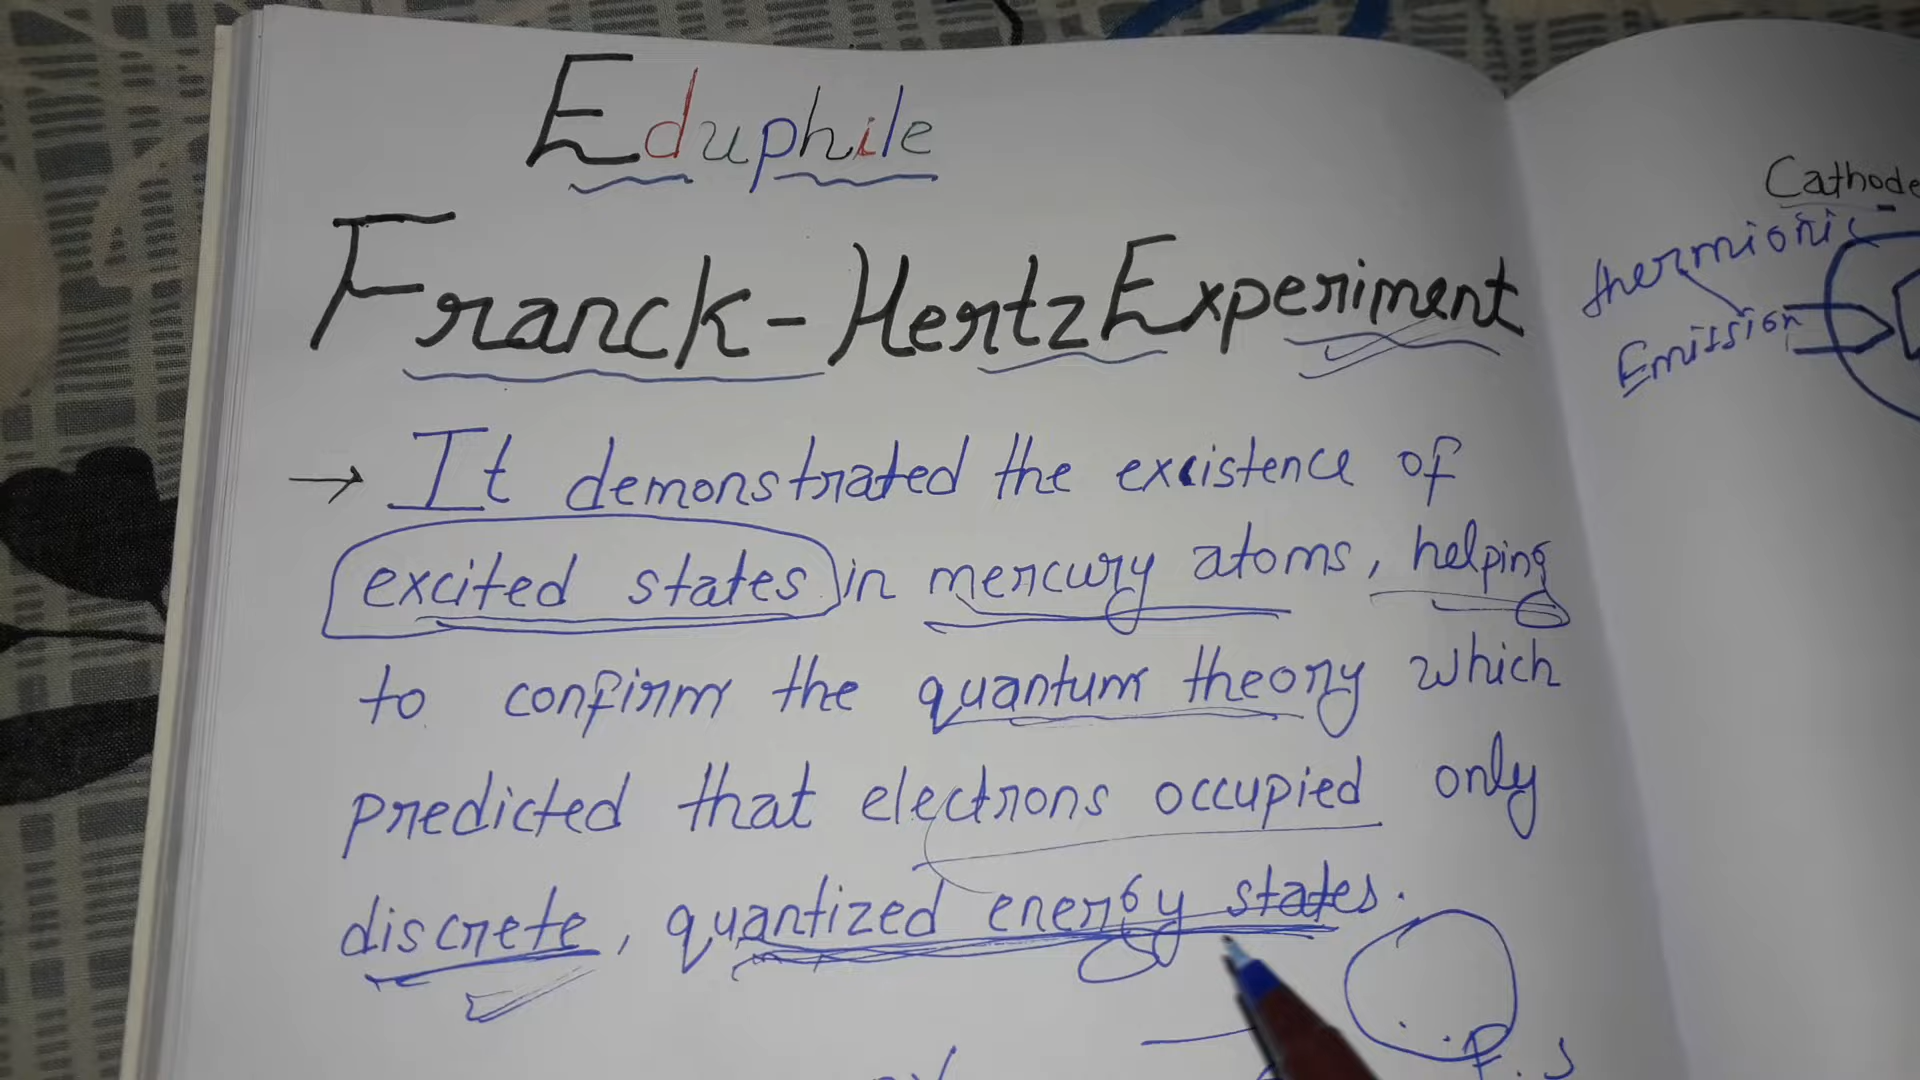 Eduphile
Franck-Hertz Experiment
→ It demonstrated the existence of
excited states in mercury atoms, helping
to confirm the quantum theory which
predicted that electrons occupied only
discrete, quantized energy states.
Cathode
thermionic
Emission